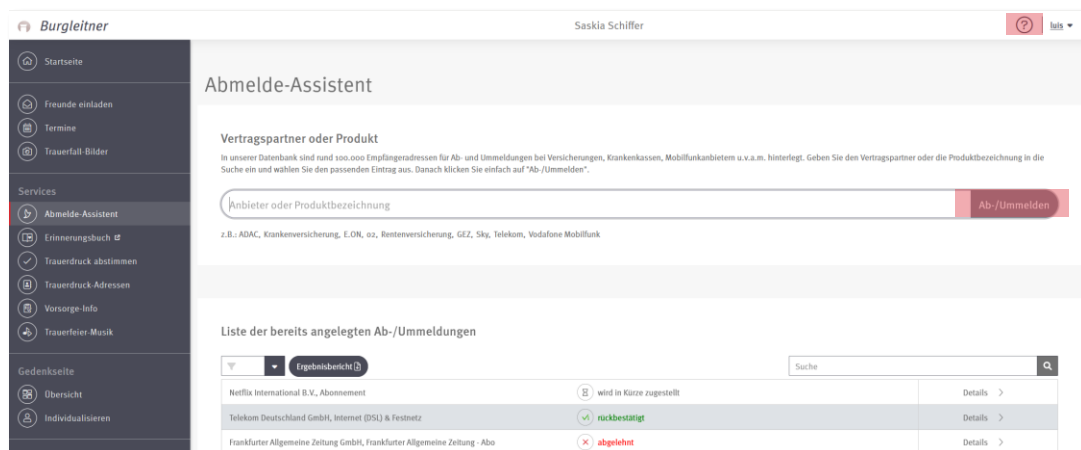 Burgleitner
Saskia Schiffer
luis
Startseite
Freunde einladen
Termine
Trauerfall-Bilder
Services
Abmelde-Assistent
Erinnerungsbuch
Trauerdruck abstimmen
Trauerdruck-Adressen
Vorsorge-Info
Trauerfeier-Musik
Gedenkseite
Übersicht
Individualisieren
Abmelde-Assistent
Vertragspartner oder Produkt
In unserer Datenbank sind rund 100.000 Empfängeradressen für Ab- und Ummeldungen bei Versicherungen, Krankenkassen, Mobilfunkanbietern u.v.a.m. hinterlegt. Geben Sie den Vertragspartner oder die Produktbezeichnung in die
Suche ein und wählen Sie den passenden Eintrag aus. Danach klicken Sie einfach auf "Ab-/Ummelden".
Anbieter oder Produktbezeichnung
Ab-/Ummelden
z.B.: ADAC, Krankenversicherung, E.ON, o2, Rentenversicherung, GEZ, Sky, Telekom, Vodafone Mobilfunk
Liste der bereits angelegten Ab-/Ummeldungen
Ergebnisbericht
Suche
Netflix International B.V., Abonnement wird in Kürze zugestellt Details
Telekom Deutschland GmbH, Internet (DSL) & Festnetz rückbestätigt Details
Frankfurter Allgemeine Zeitung GmbH, Frankfurter Allgemeine Zeitung - Abo abgelehnt Details